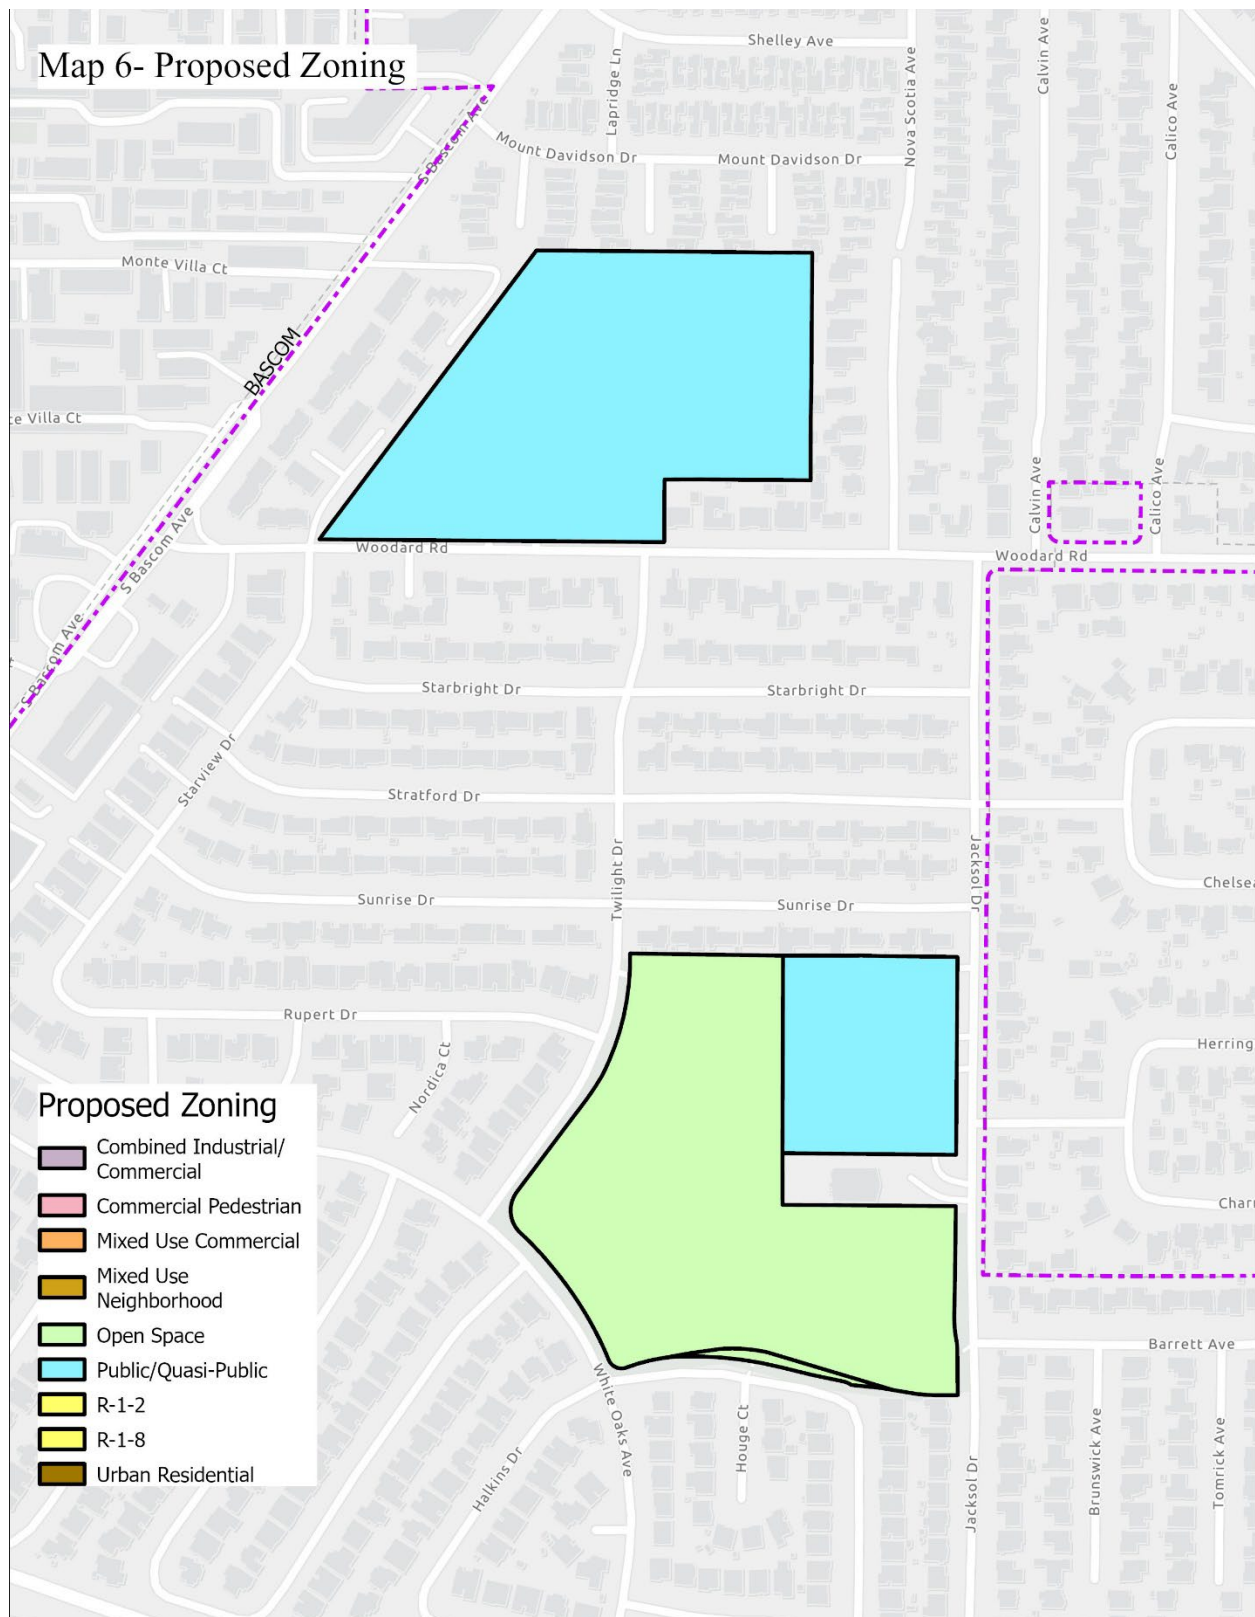 Map 6- Proposed Zoning
Shelley Ave
Lapridge Ln
Nova Scotia Ave
Calvin Ave
Calico Ave
S Bascom Ave
Mount Davidson Dr
Mount Davidson Dr
Monte Villa Ct
BASCOM
ce Villa Ct
Calvin Ave
Calico Ave
Woodard Rd
Woodard Rd
S Bascom Ave
S Bascom Ave
Starbright Dr
Starbright Dr
Starview Dr
Stratford Dr
Twilight Dr
Jacksol Dr
Chelsea
Sunrise Dr
Sunrise Dr
Rupert Dr
Nordica Ct
Herring
Charr
Barrett Ave
White Oaks Ave
Halkins Dr
Houge Ct
Jacksol Dr
Brunswick Ave
Tomrick Ave
Proposed Zoning
Combined Industrial/
Commercial
Commercial Pedestrian
Mixed Use Commercial
Mixed Use
Neighborhood
Open Space
Public/Quasi-Public
R-1-2
R-1-8
Urban Residential